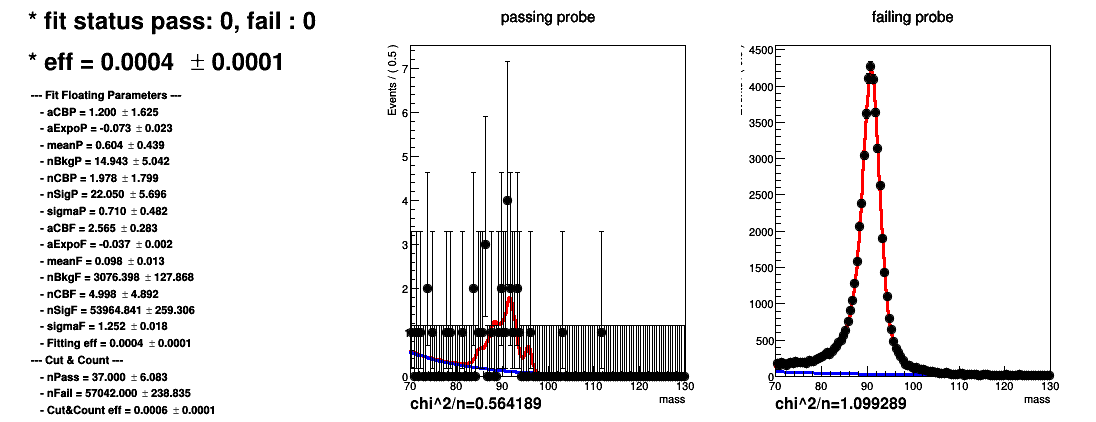 * fit status pass: 0, fail : 0
* eff = 0.0004 ± 0.0001
--- Fit Floating Parameters ---
- aCBP = 1.200 ± 1.625
- aExpoP = -0.073 ± 0.023
- meanP = 0.604 ± 0.439
- nBkgP = 14.943 ± 5.042
- nCBP = 1.978 ± 1.799
- nSigP = 22.050 ± 5.696
- sigmaP = 0.710 ± 0.482
- aCBF = 2.565 ± 0.283
- aExpoF = -0.037 ± 0.002
- meanF = 0.098 ± 0.013
- nBkgF = 3076.398 ± 127.868
- nCBF = 4.998 ± 4.892
- nSigF = 53964.841 ± 259.306
- sigmaF = 1.252 ± 0.018
- Fitting eff = 0.0004 ± 0.0001
--- Cut & Count ---
- nPass = 37.000 ± 6.083
- nFail = 57042.000 ± 238.835
- Cut&Count eff = 0.0006 ± 0.0001
passing probe
Events / ( 0.5 )
7
6
5
4
3
2
1
0
70 80 90 100 110 120 130
mass
chi^2/n=0.564189
failing probe
4500
4000
3500
3000
2500
2000
1500
1000
500
0
70 80 90 100 110 120 130
mass
chi^2/n=1.099289